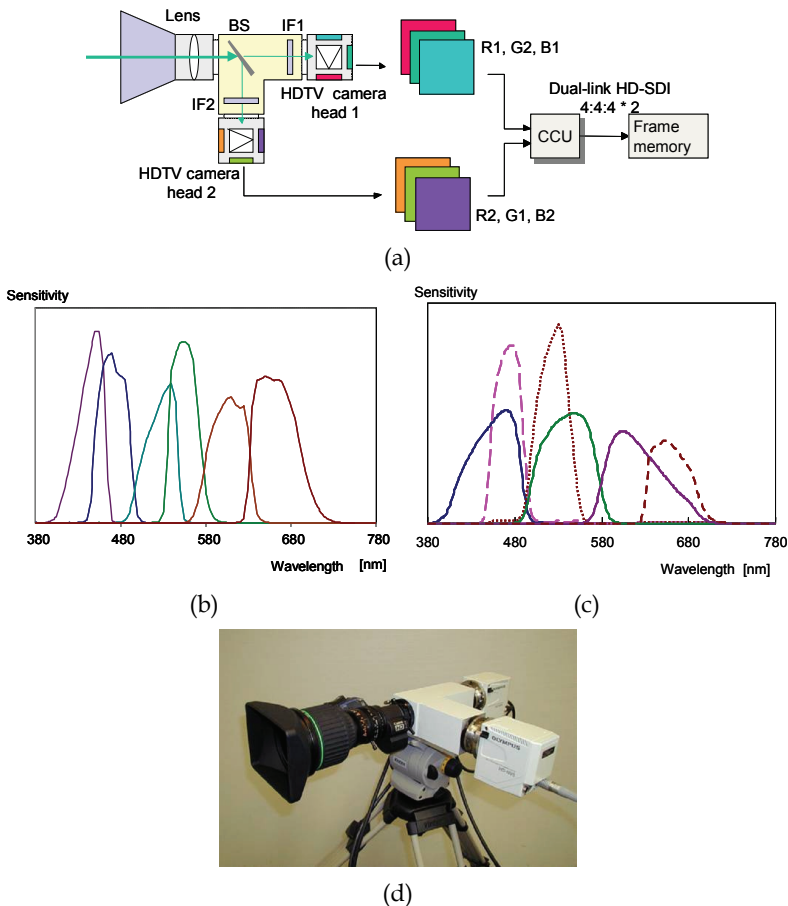 Lens
BS
IF1
IF2
HDTV camera
head 1
HDTV camera
head 2
R1, G2, B1
R2, G1, B2
Dual-link HD-SDI
4:4:4 * 2
CCU
Frame
memory
(a)
Sensitivity
380 480 580 680 780
Wavelength [nm]
(b)
Sensitivity
380 480 580 680 780
Wavelength [nm]
(c)
OLYMPUS
(d)